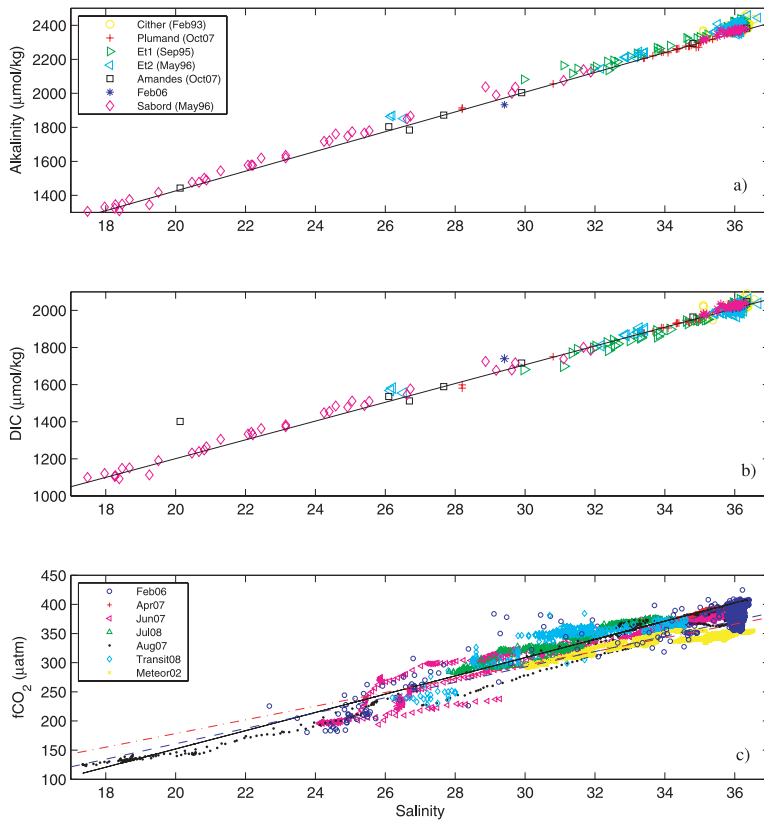 2400
2200
2000
1800
1600
1400
Alkalinity (μmol/kg)
Cither (Feb93)
Plumand (Oct07
Et1 (Sep95)
Et2 (May96)
Amandes (Oct07)
Feb06
Sabord (May96)
a)
18 20 22 24 26 28 30 32 34 36
2000
1800
1600
1400
1200
1000
DIC (μmol/kg)
b)
18 20 22 24 26 28 30 32 34 36
450
400
350
300
250
200
150
100
fCO2 (μatm)
Feb06
Apr07
Jun07
Jul08
Aug07
Transit08
Meteor02
c)
18 20 22 24 26 28 30 32 34 36
Salinity